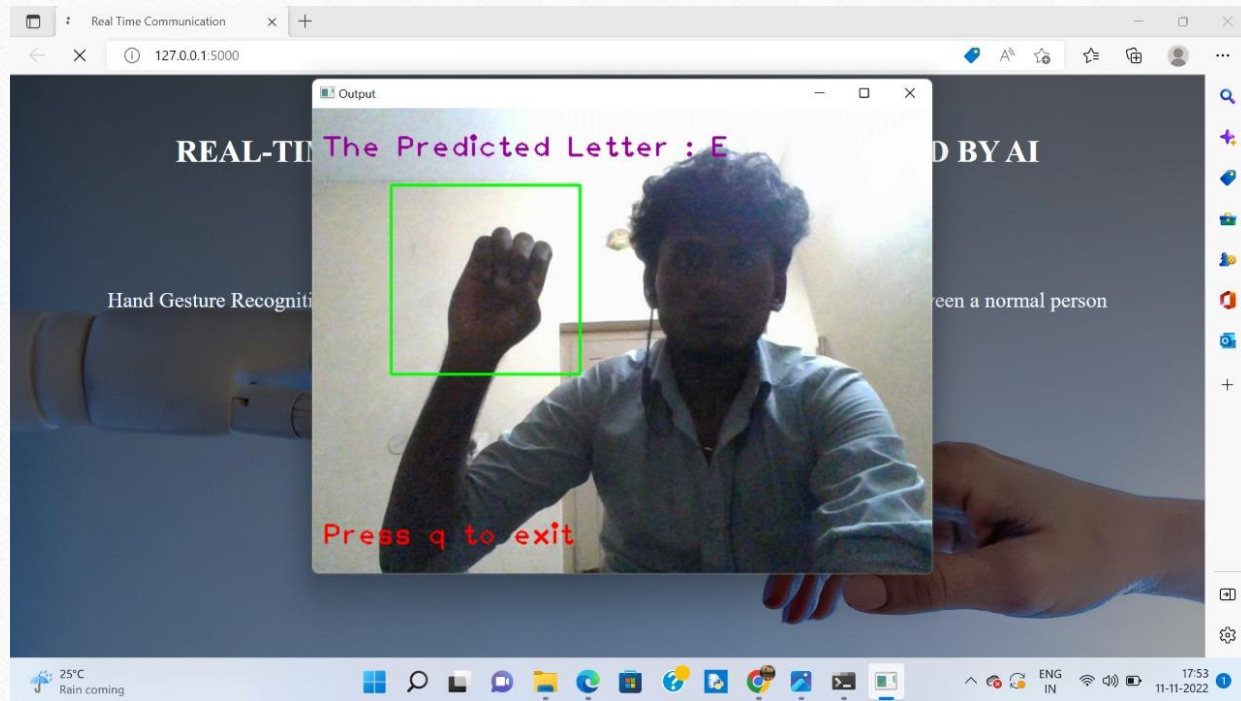 Real Time Communication
127.0.0.1:5000
Output
REAL-TI
The Predicted Letter : E
D BY AI
Hand Gesture Recogniti
een a normal person
Press q to exit
25°C
Rain coming
ENG
IN
17:53
11-11-2022
1